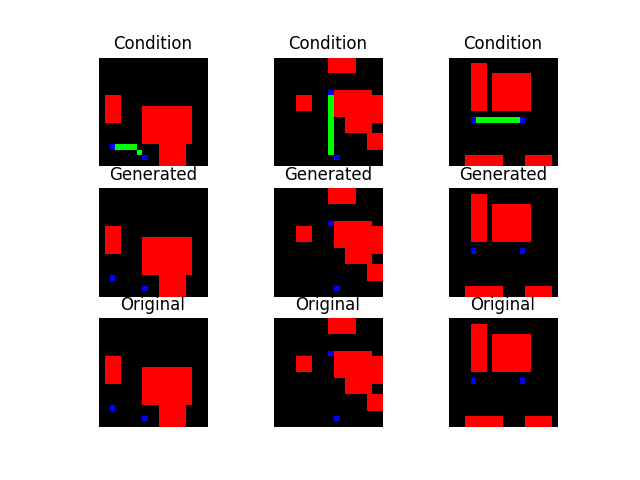 Condition Condition Condition
Generated Generated Generated
Original Original Original